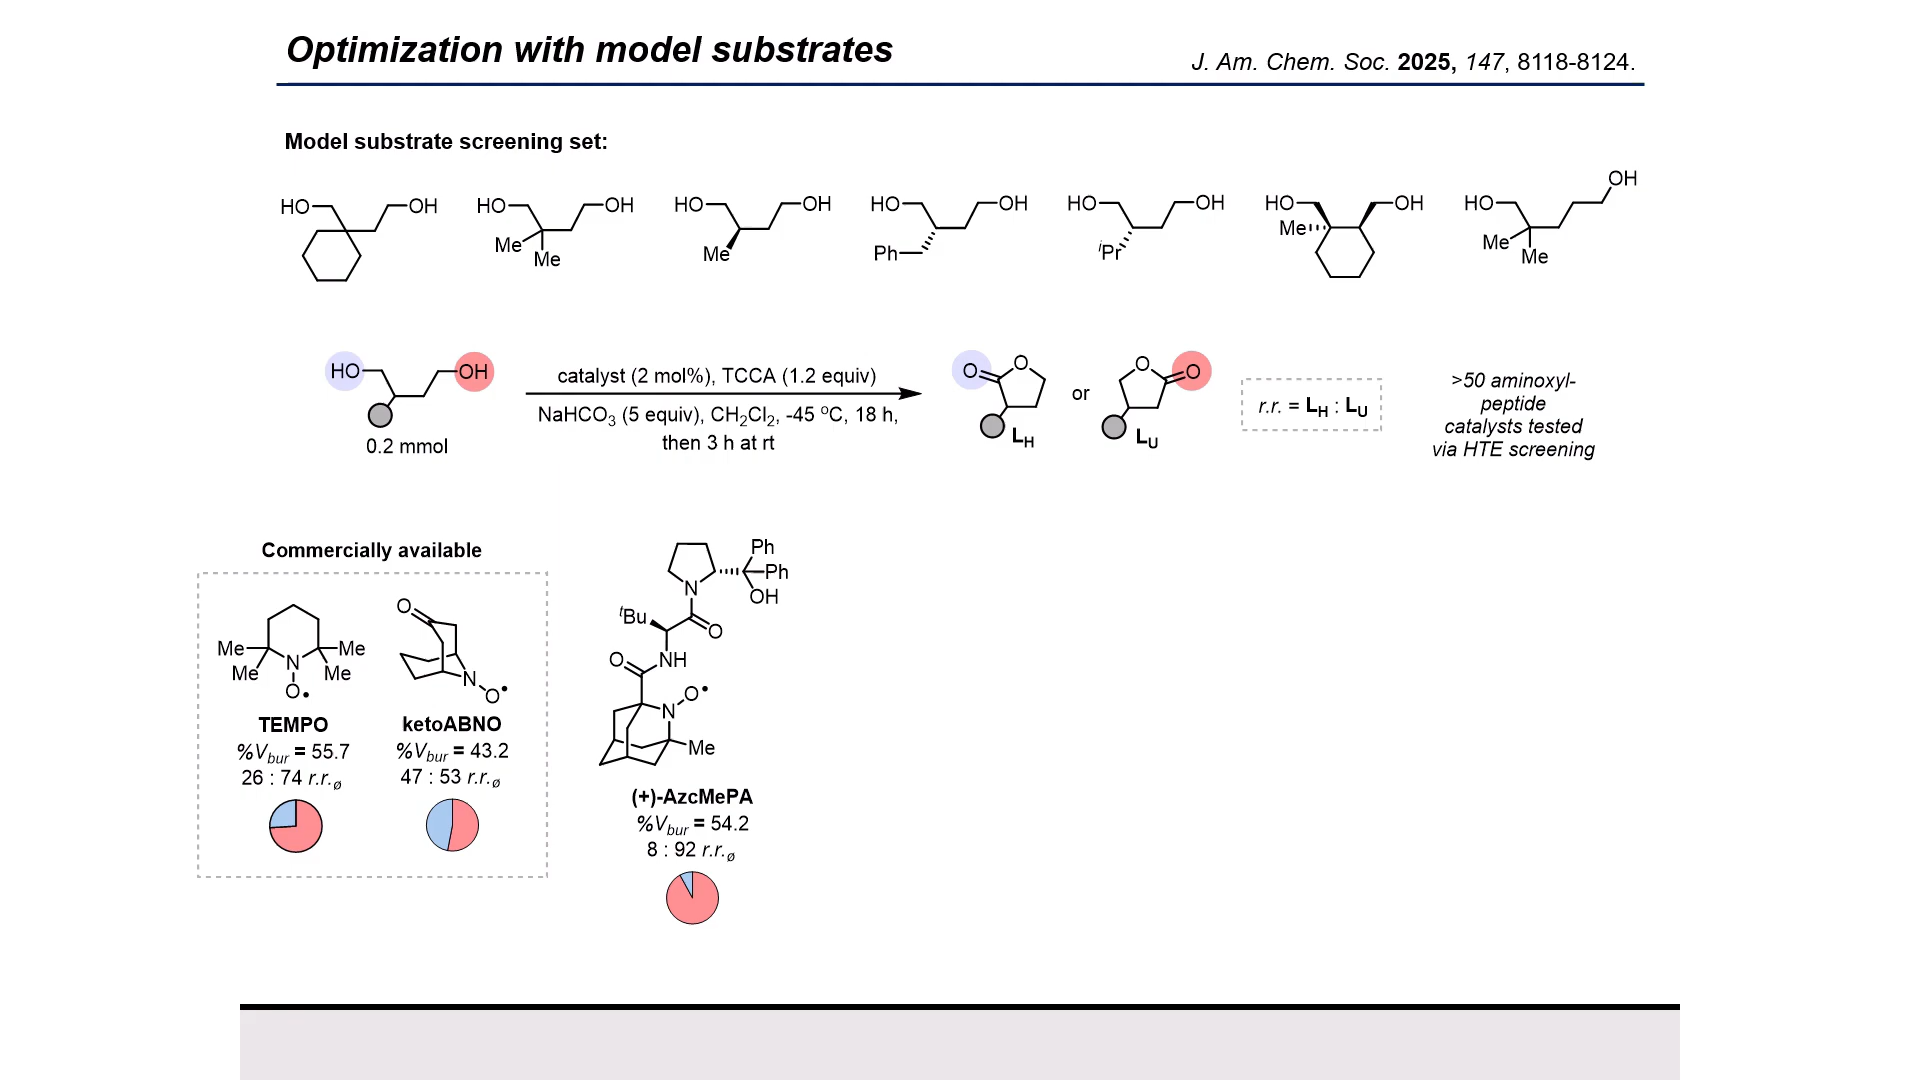 Optimization with model substrates
J. Am. Chem. Soc. 2025, 147, 8118-8124.
Model substrate screening set:
HO OH
HO OH
Me
Me
HO OH
Me
HO OH
Ph
HO OH
iPr
HO OH
Me
HO
OH
Me
Me
HO OH
0.2 mmol
catalyst (2 mol%), TCCA (1.2 equiv)
NaHCO3 (5 equiv), CH2Cl2, -45 ºC, 18 h,
then 3 h at rt
O O
LH
or
O O
LU
r.r. = LH : LU
>50 aminoxyl-
peptide
catalysts tested
via HTE screening
Commercially available
Me Me
Me N Me
O•
TEMPO
%Vbur = 55.7
26 : 74 r.r.ø
O
N
O•
ketoABNO
%Vbur = 43.2
47 : 53 r.r.ø
Ph
Ph
N
OH
tBu
O
O NH
O•
N
Me
(+)-AzcMePA
%Vbur = 54.2
8 : 92 r.r.ø